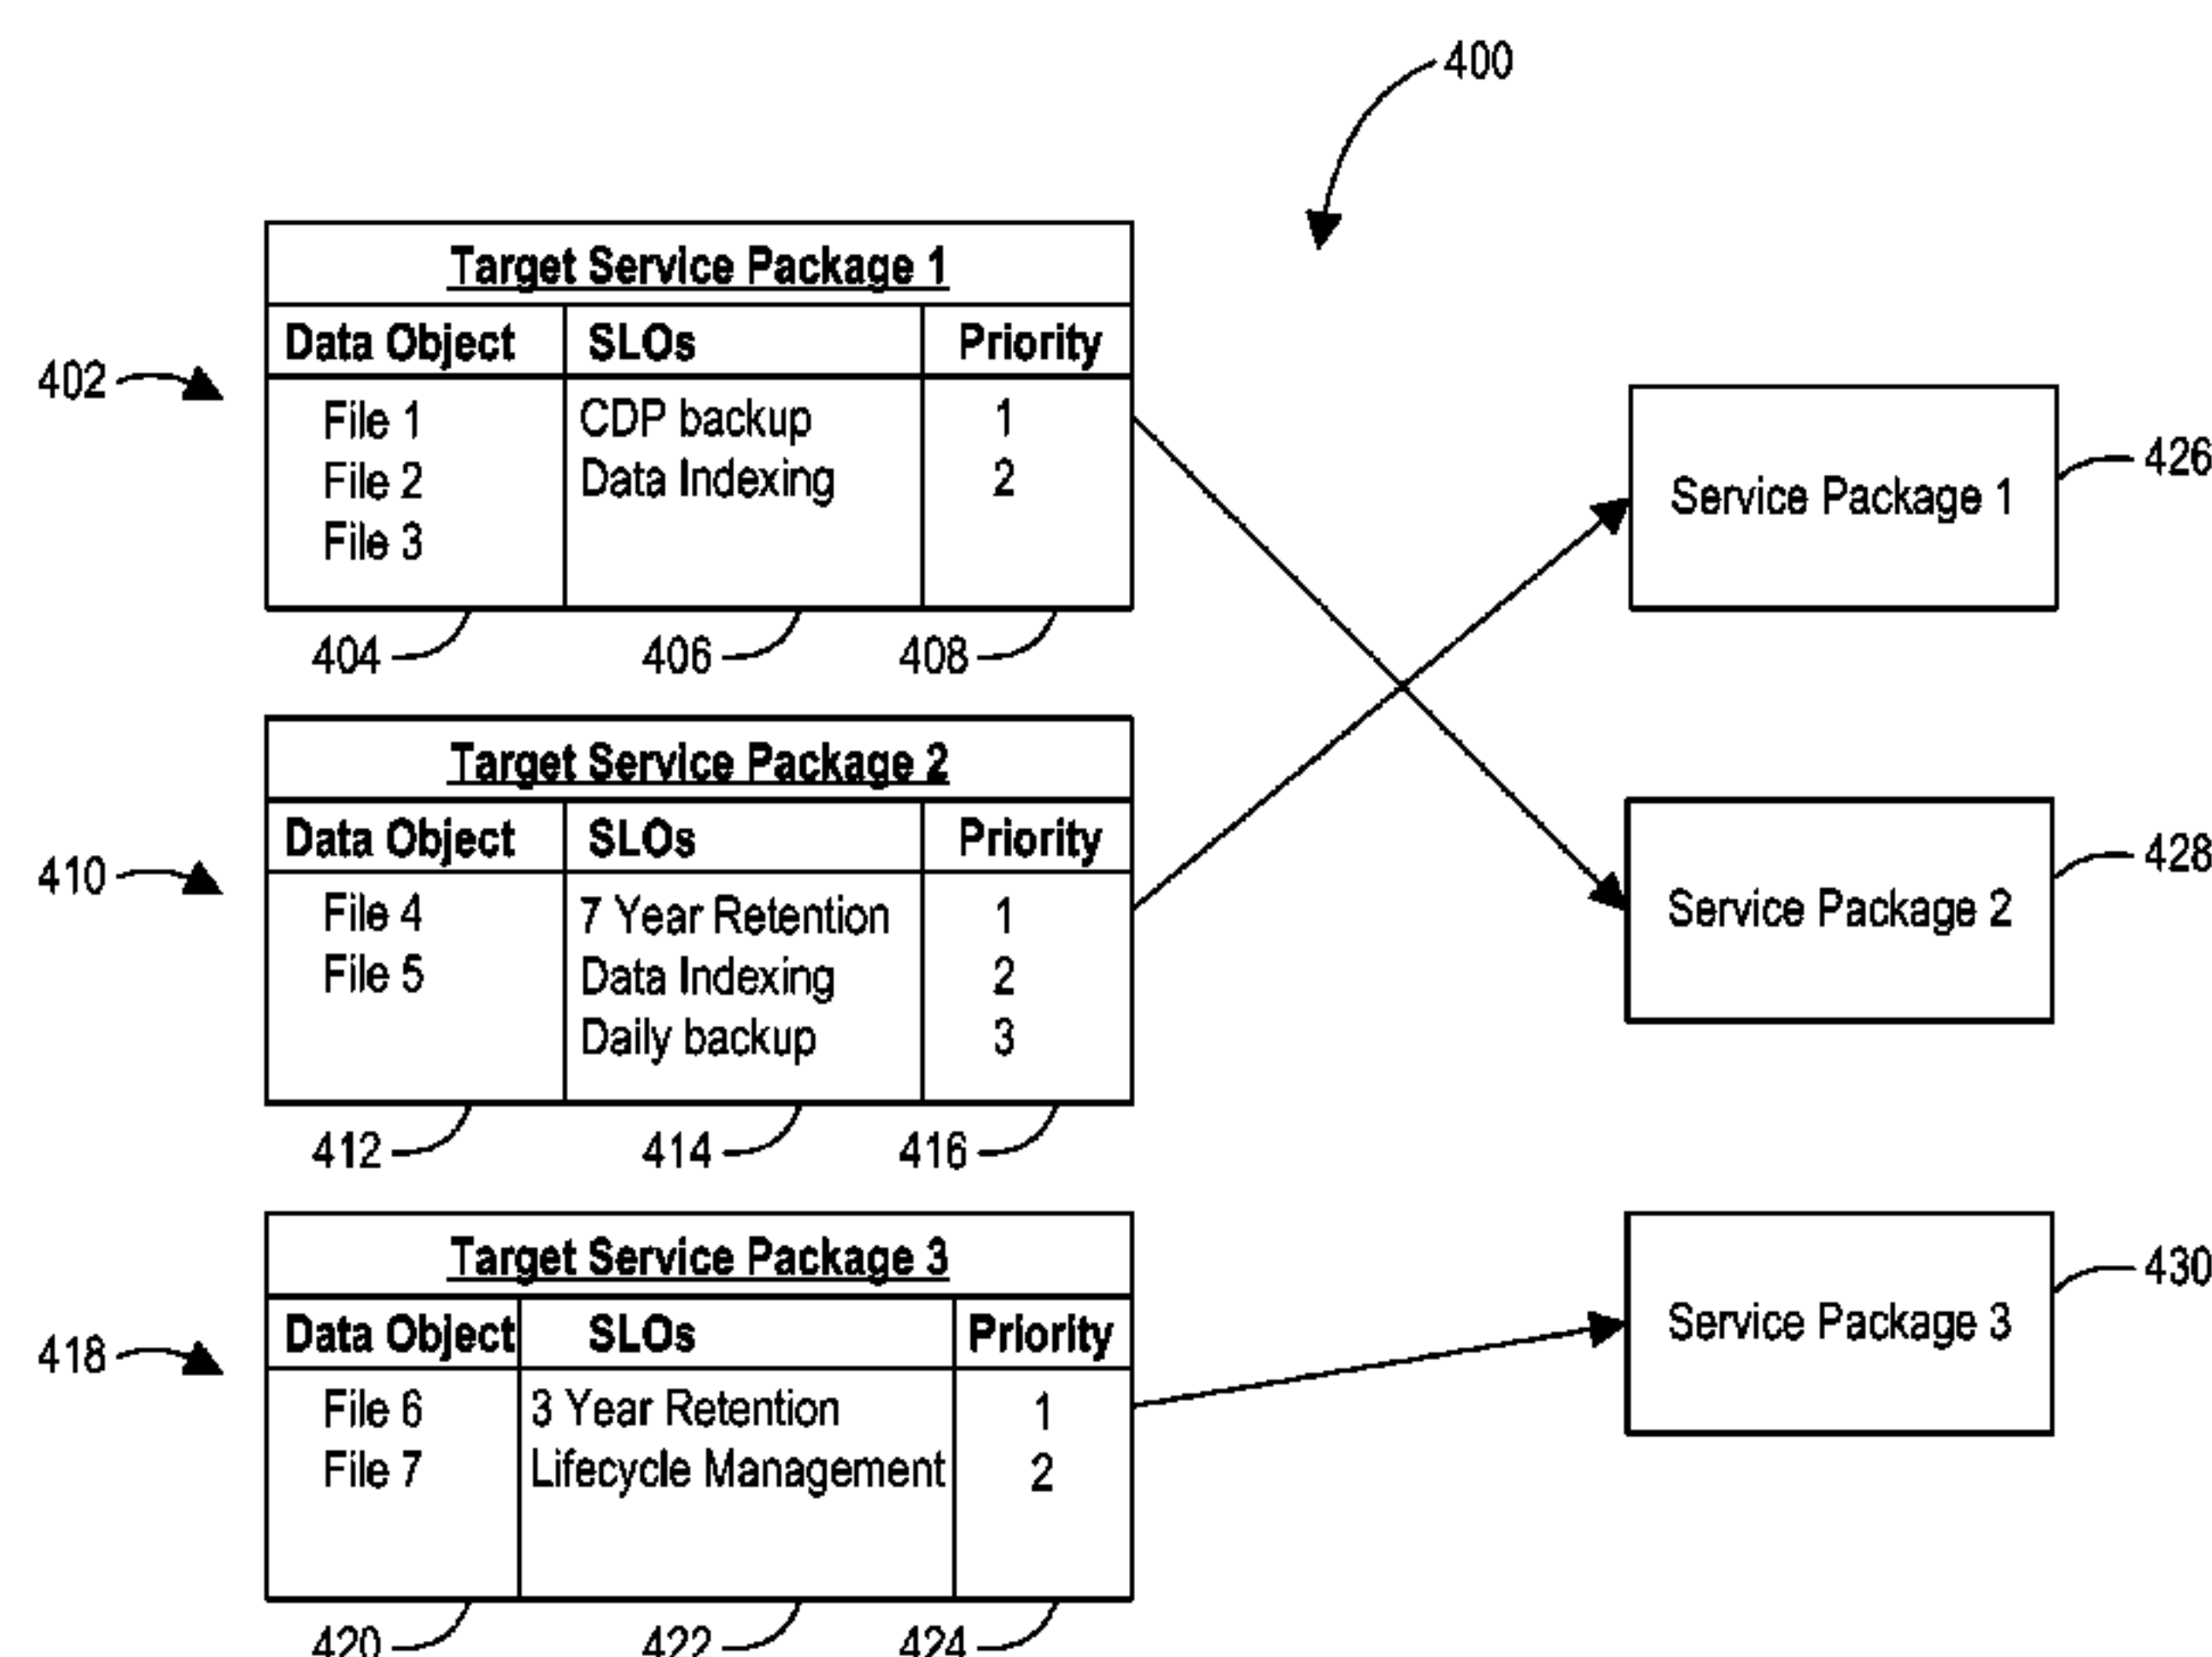 400
Target Service Package 1
Data Object SLOs Priority
402
File 1 CDP backup 1
File 2 Data Indexing 2
File 3
404 406 408
Service Package 1
426
Target Service Package 2
Data Object SLOs Priority
410
File 4 7 Year Retention 1
File 5 Data Indexing 2
Daily backup 3
412 414 416
Service Package 2
428
Target Service Package 3
Data Object SLOs Priority
418
File 6 3 Year Retention 1
File 7 Lifecycle Management 2
420 422 424
Service Package 3
430